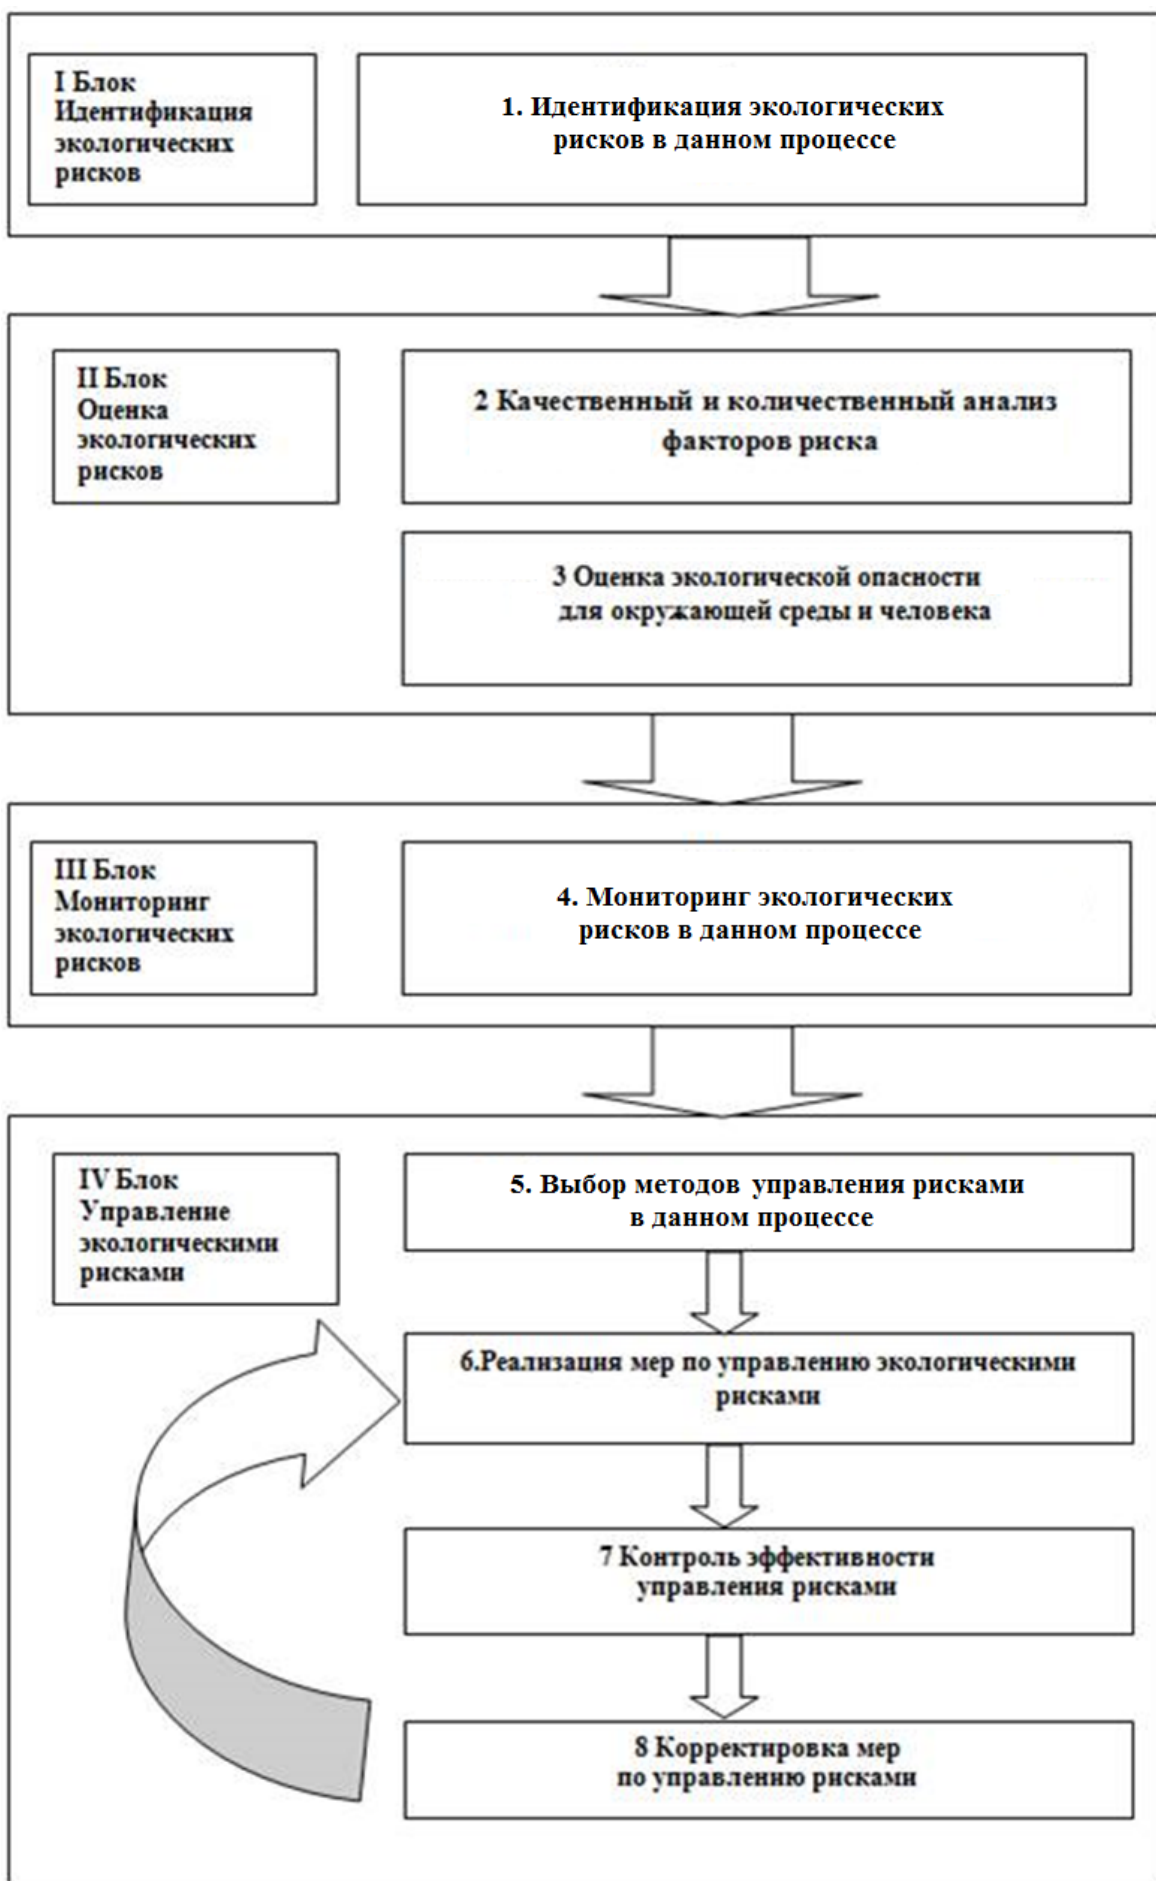 I Блок
Идентификация
экологических
рисков
1. Идентификация экологических
рисков в данном процессе
II Блок
Оценка
экологических
рисков
2 Качественный и количественный анализ
факторов риска
3 Оценка экологической опасности
для окружающей среды и человека
III Блок
Мониторинг
экологических
рисков
4. Мониторинг экологических
рисков в данном процессе
IV Блок
Управление
экологическими
рисками
5. Выбор методов управления рисками
в данном процессе
6.Реализация мер по управлению экологическими
рисками
7 Контроль эффективности
управления рисками
8 Корректировка мер
по управлению рисками